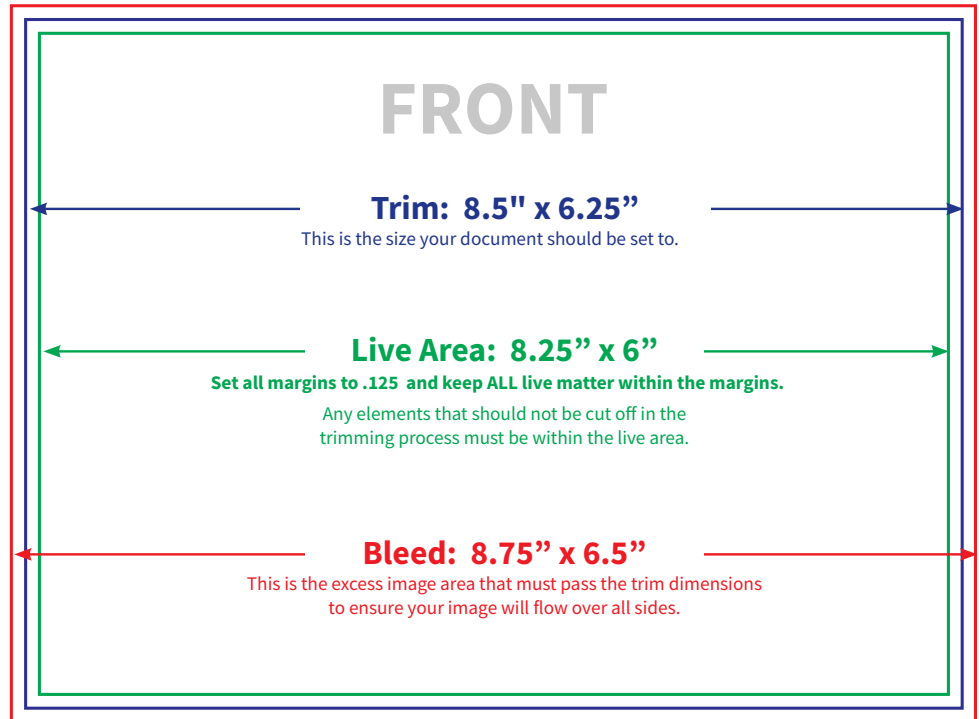 FRONT
Trim:  8.5" x 6.25”
This is the size your document should be set to.
Live Area:  8.25” x 6”
Set all margins to .125  and keep ALL live matter within the margins.
Any elements that should not be cut off in the
trimming process must be within the live area.
Bleed:  8.75” x 6.5”
This is the excess image area that must pass the trim dimensions
to ensure your image will flow over all sides.